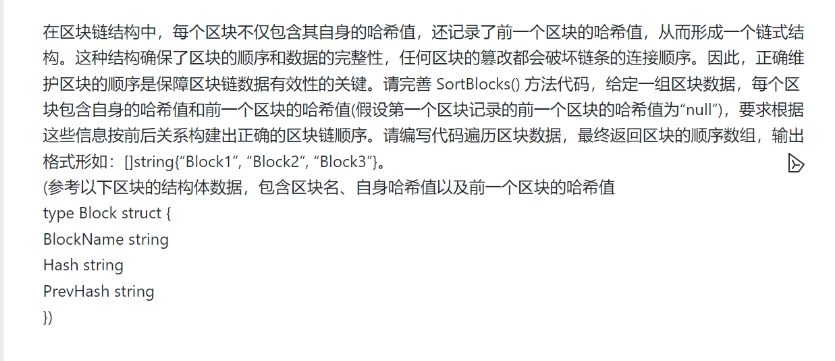 在区块链结构中，每个区块不仅包含其自身的哈希值，还记录了前一个区块的哈希值，从而形成一个链式结
构。这种结构确保了区块的顺序和数据的完整性，任何区块的篡改都会破坏链条的连接顺序。因此，正确维
护区块的顺序是保障区块链数据有效性的关键。请完善 SortBlocks() 方法代码，给定一组区块数据，每个区
块包含自身的哈希值和前一个区块的哈希值(假设第一个区块记录的前一个区块的哈希值为“null”)，要求根据
这些信息按前后关系构建出正确的区块链顺序。请编写代码遍历区块数据，最终返回区块的顺序数组，输出
格式形如：[]string{“Block1”, “Block2”, “Block3”}。
(参考以下区块的结构体数据，包含区块名、自身哈希值以及前一个区块的哈希值
type Block struct {
BlockName string
Hash string
PrevHash string
})